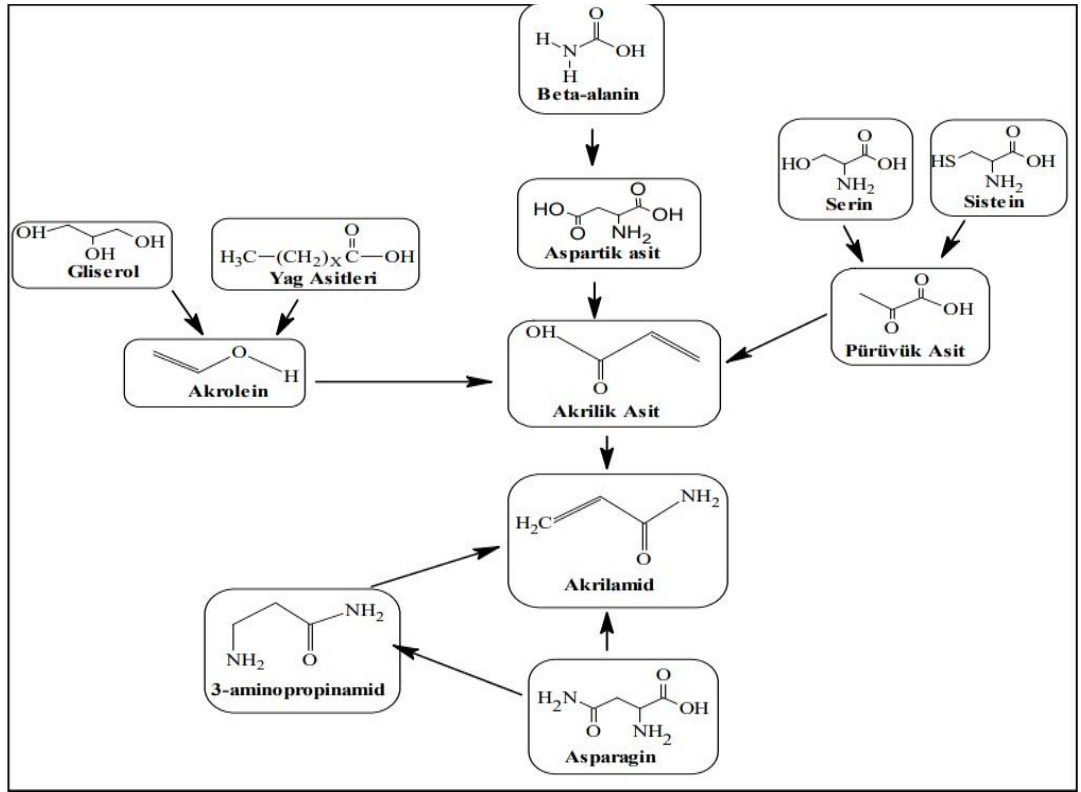 O
H N OH
H
Beta-alanin
O
HO OH
NH2
Serin
O
HS OH
NH2
Sistein
O
HO OH
O NH2
Aspartik asit
OH OH
OH
Gliserol
O
H3C—(CH2)X C—OH
Yag Asitleri
O
OH
O
Pürüvük Asit
O
H
Akrolein
OH
O
Akrilik Asit
H2C NH2
O
Akrilamid
NH2
NH2 O
3-aminopropinamid
O
H2N OH
O NH2
Asparagin